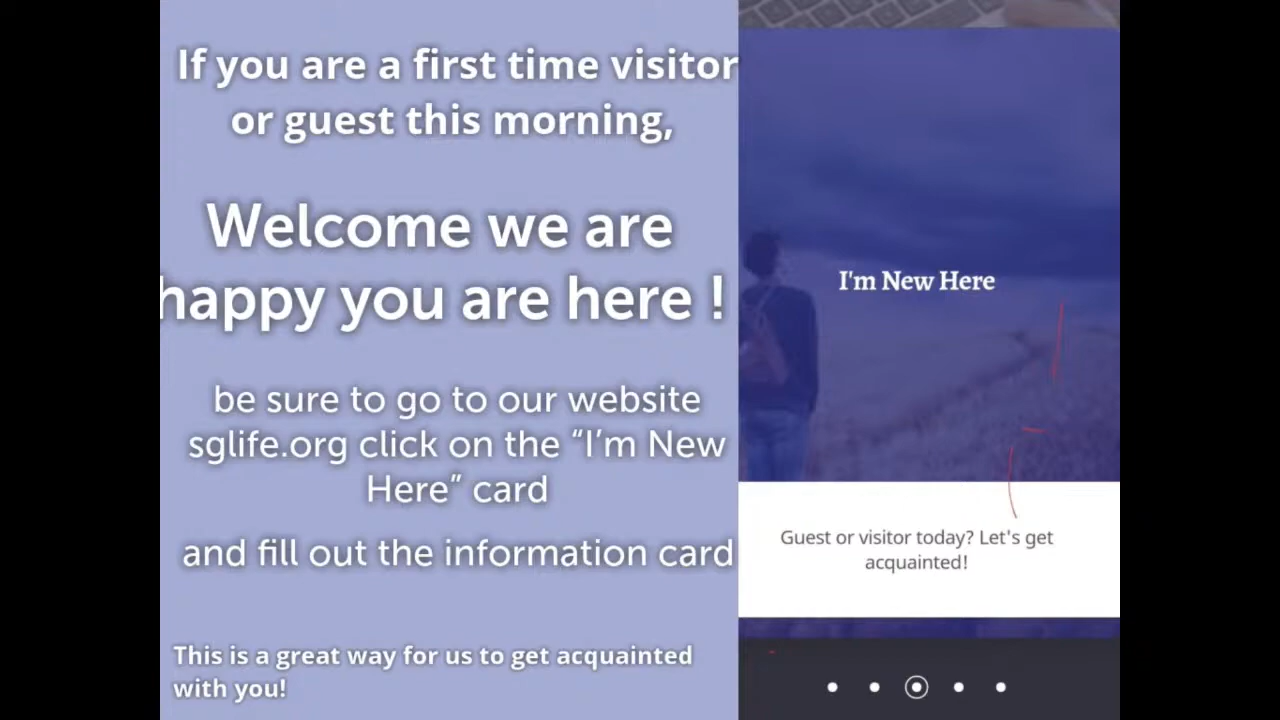 If you are a first time visitor
or guest this morning,
Welcome we are
happy you are here !
be sure to go to our website
sglife.org click on the “I’m New
Here” card
and fill out the information card
This is a great way for us to get acquainted
with you!
I'm New Here
Guest or visitor today? Let's get
acquainted!